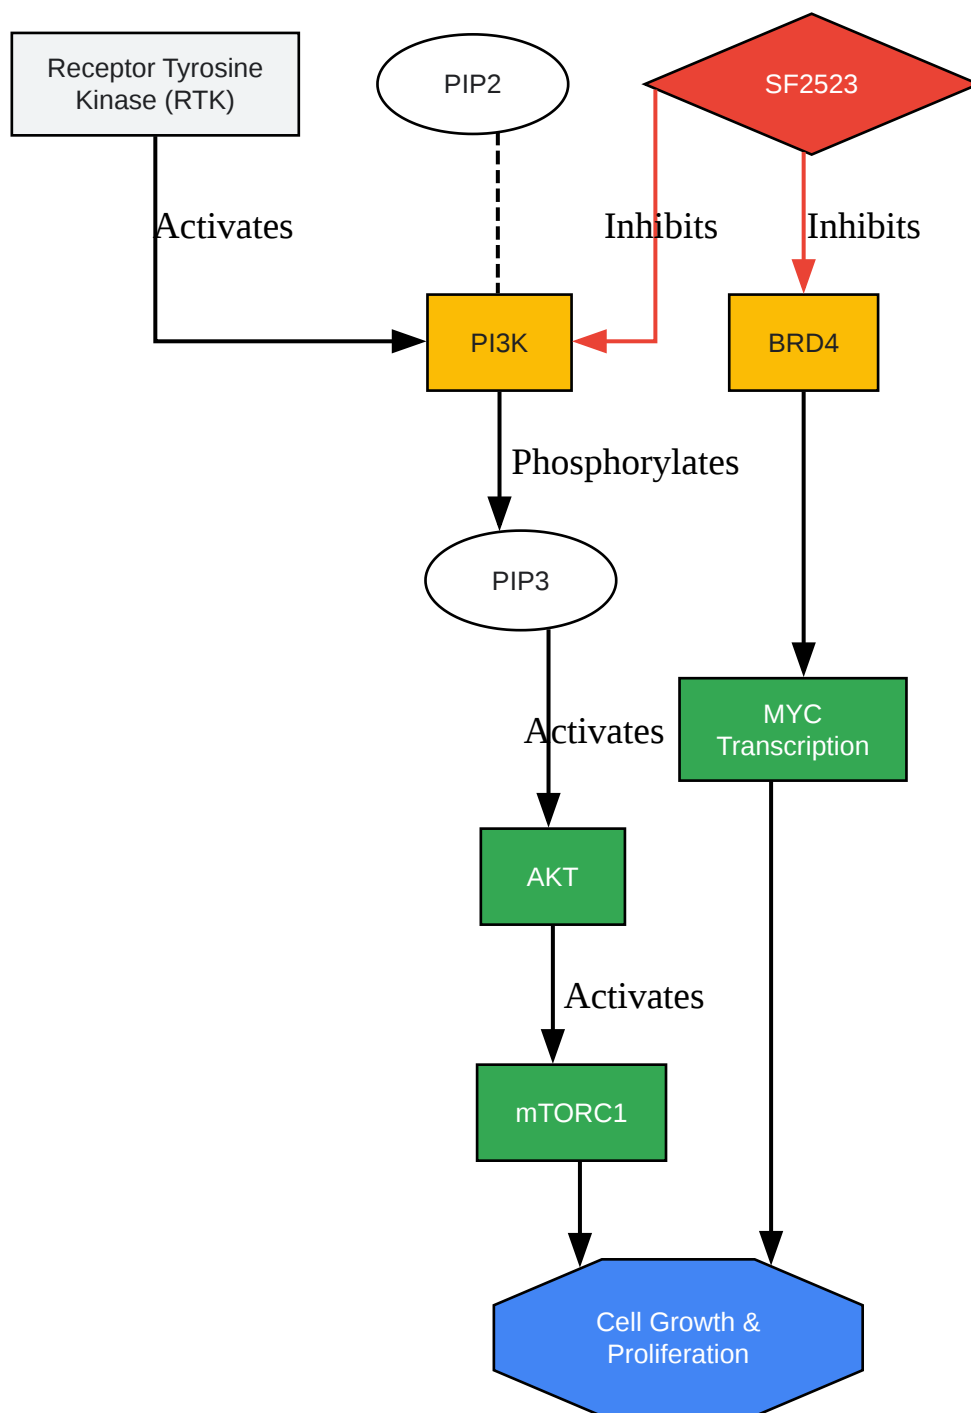 Receptor Tyrosine
Kinase (RTK)
PIP2
SF2523
Activates
Inhibits
Inhibits
PI3K
BRD4
Phosphorylates
PIP3
MYC
Transcription
Activates
AKT
Activates
mTORC1
Cell Growth &
Proliferation